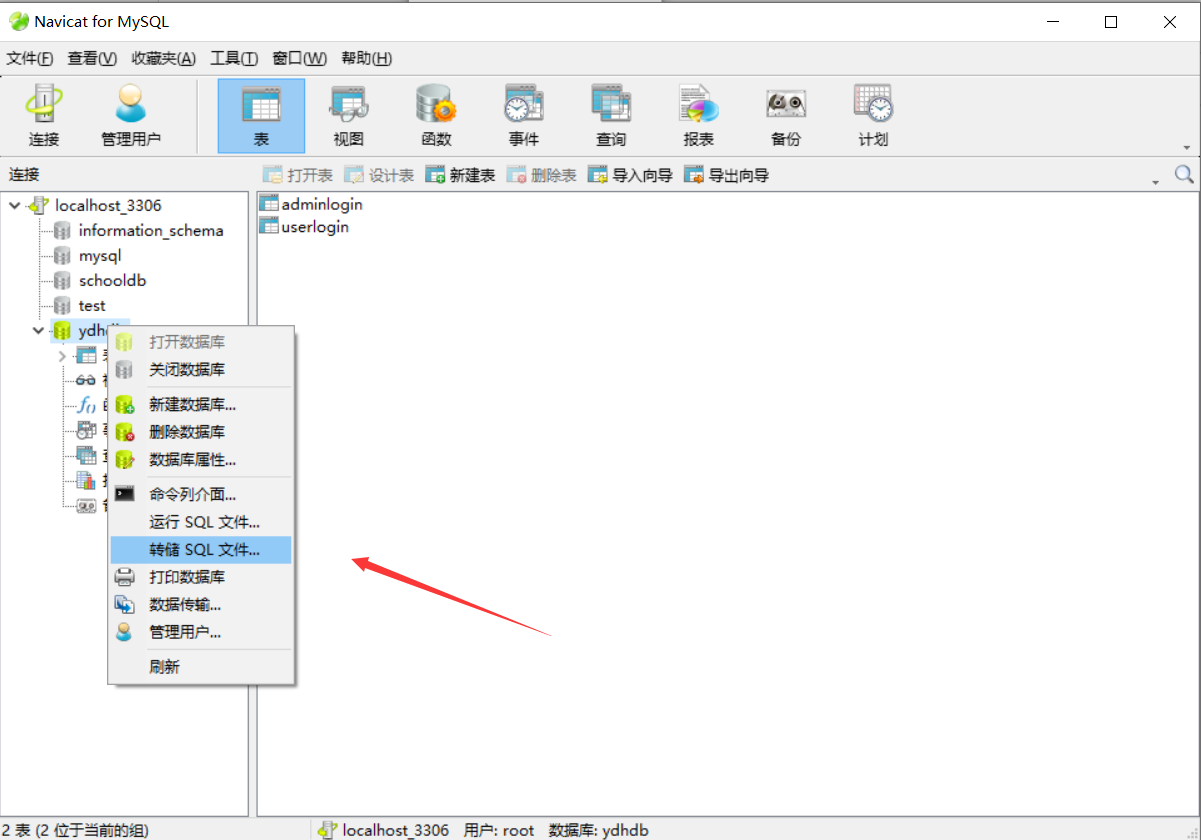 Navicat for MySQL
文件(F) 查看(V) 收藏夹(A) 工具(T) 窗口(W) 帮助(H)
连接 管理用户 表 视图 函数 事件 查询 报表 备份 计划
连接 打开表 设计表 新建表 删除表 导入向导 导出向导
localhost_3306
information_schema
mysql
schooldb
test
adminlogin
userlogin
打开数据库
关闭数据库
新建数据库...
删除数据库
数据库属性...
命令列介面...
运行 SQL 文件...
转储 SQL 文件...
打印数据库
数据传输...
管理用户...
刷新
2 表 (2 位于当前的组) localhost_3306 用户: root 数据库: ydhdb